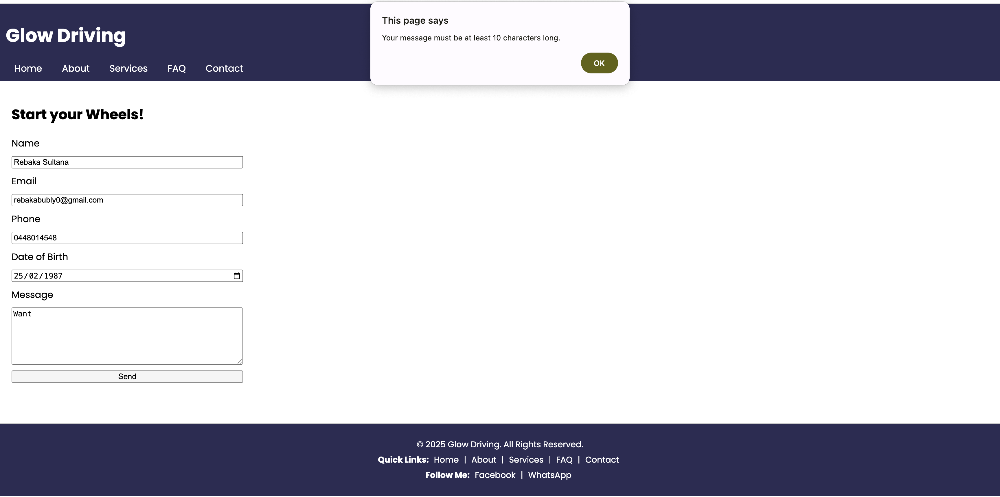 This page says
Your message must be at least 10 characters long.
OK
Glow Driving
Home About Services FAQ Contact
Start your Wheels!
Name
Rebaka Sultana
Email
rebakabubly0@gmail.com
Phone
0448014548
Date of Birth
25/02/1987
Message
Want
Send
© 2025 Glow Driving. All Rights Reserved.
Quick Links: Home | About | Services | FAQ | Contact
Follow Me: Facebook | WhatsApp